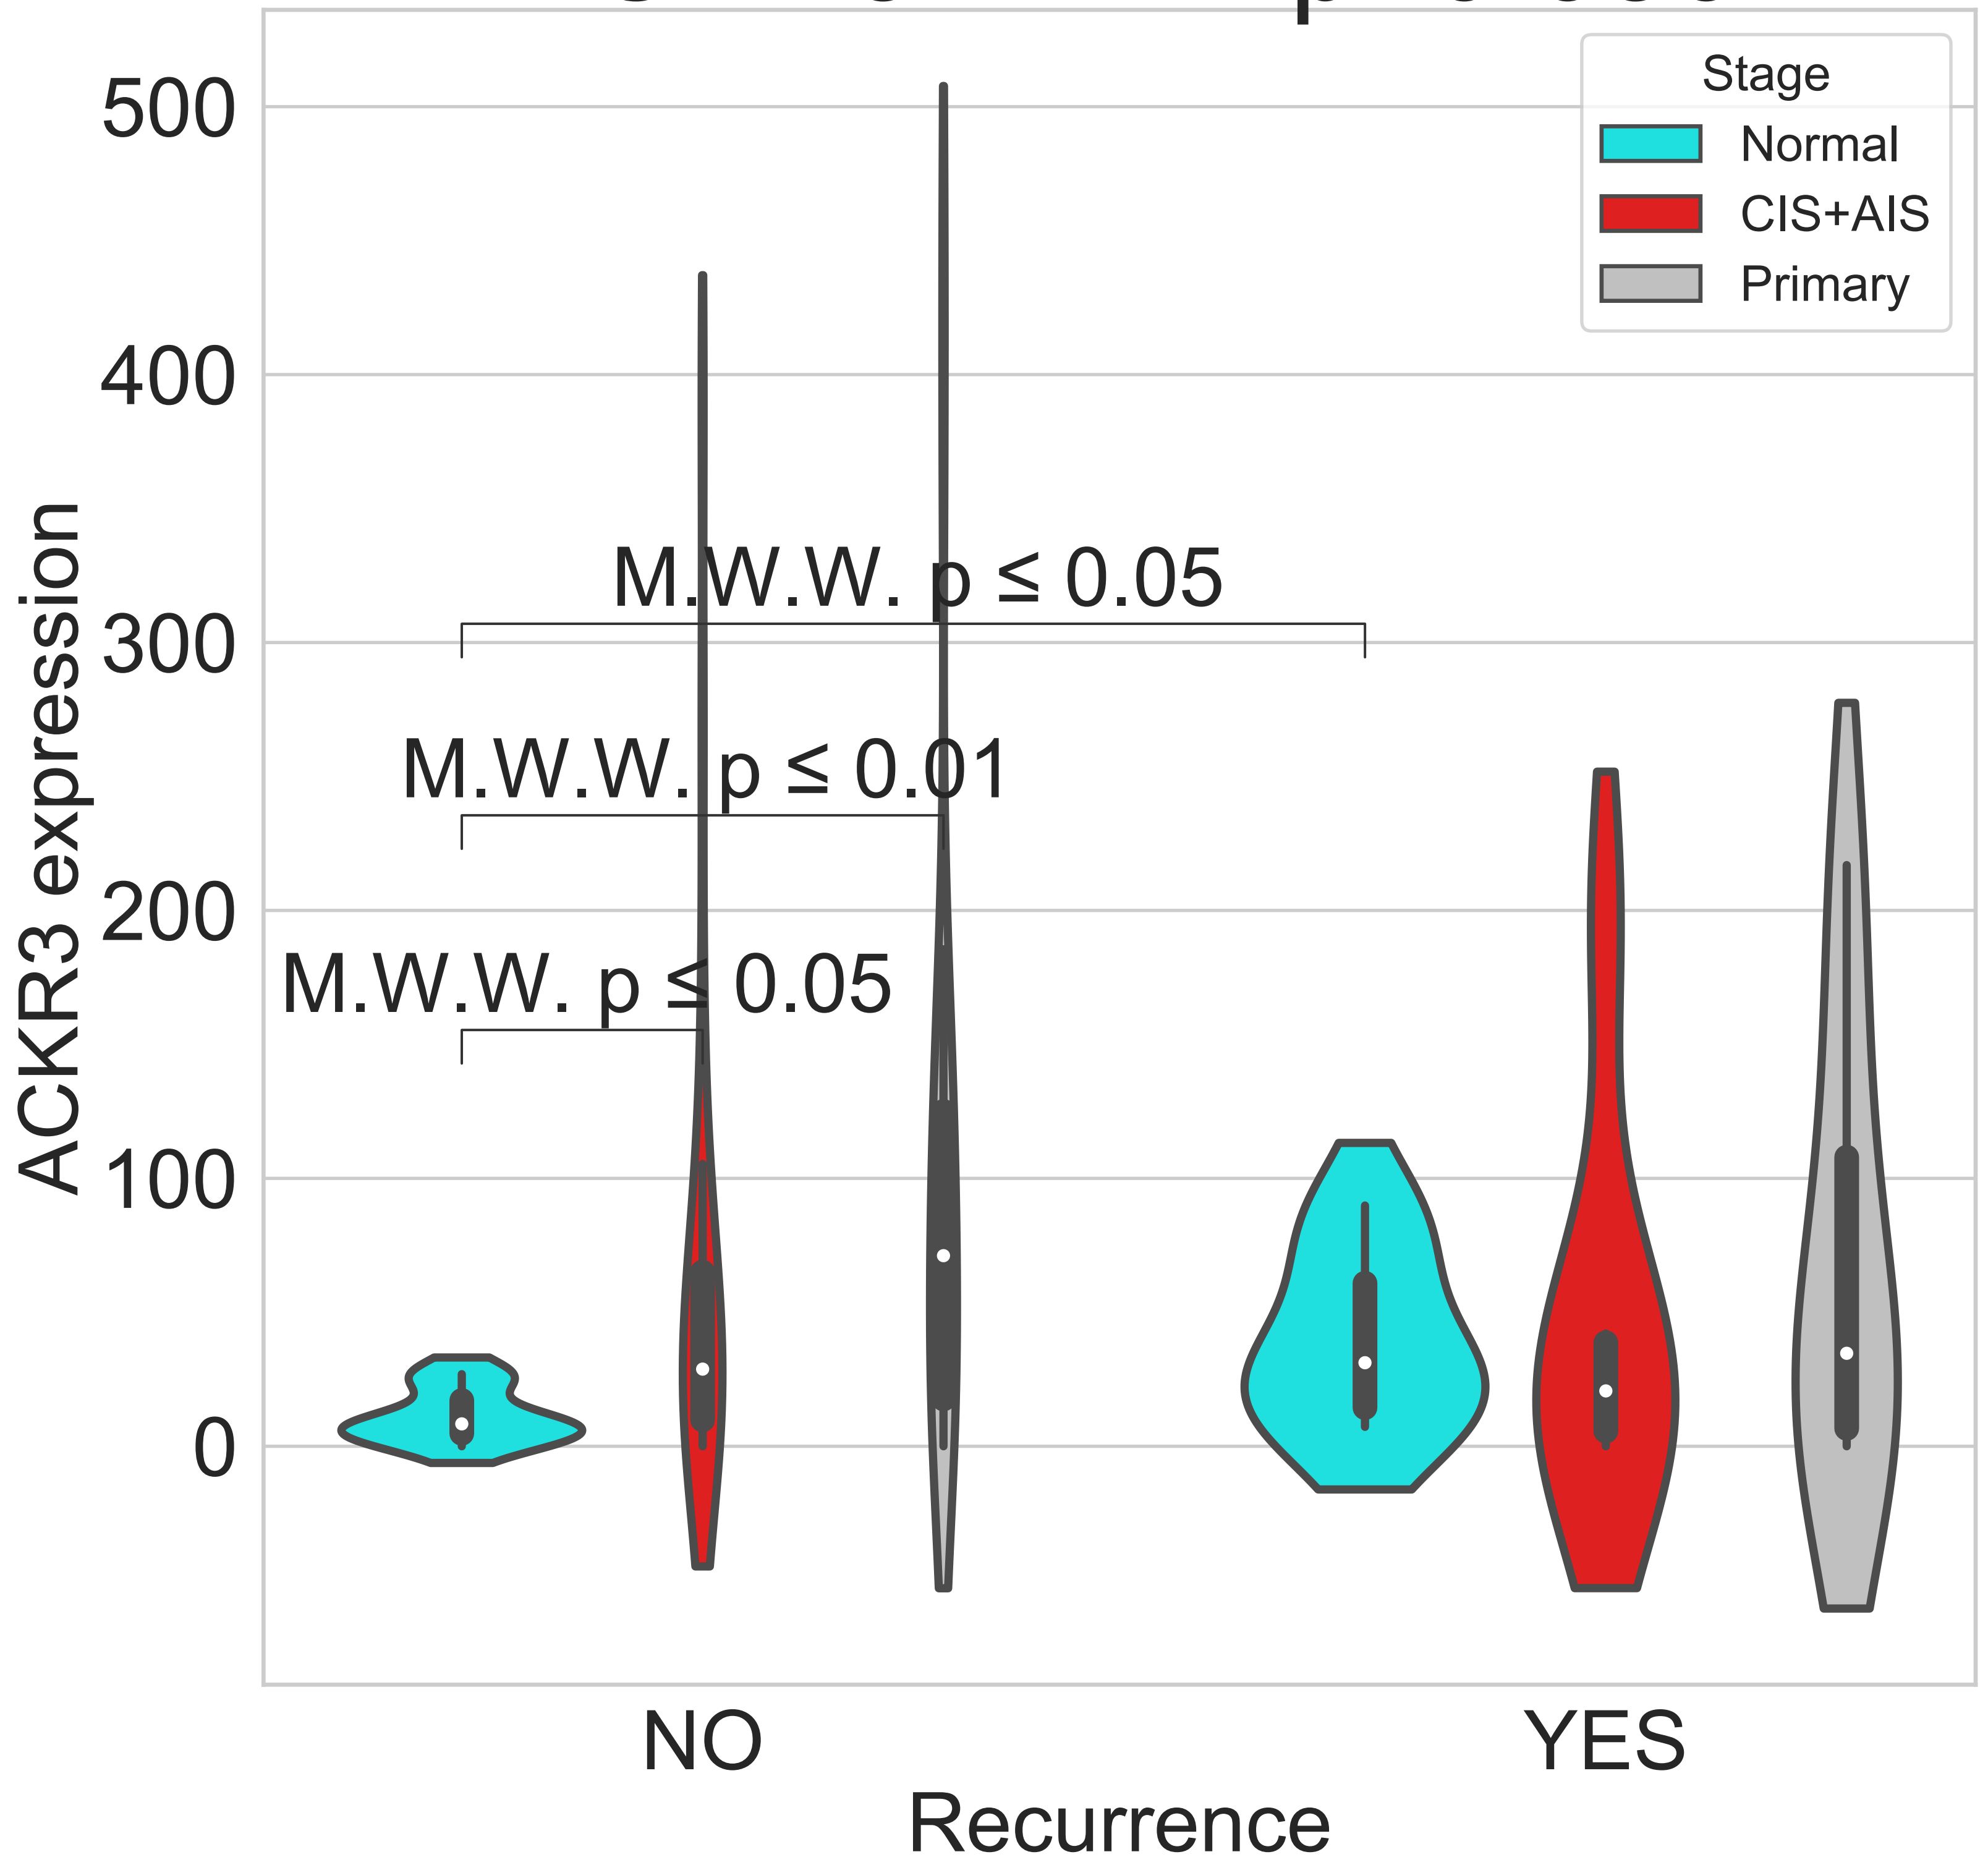 Stage
Normal
CIS+AIS
Primary
500
400
300
200
100
0
ACKR3 expression
M.W.W. p ≤ 0.05
M.W.W. p ≤ 0.01
M.W.W. p ≤ 0.05
NO
YES
Recurrence